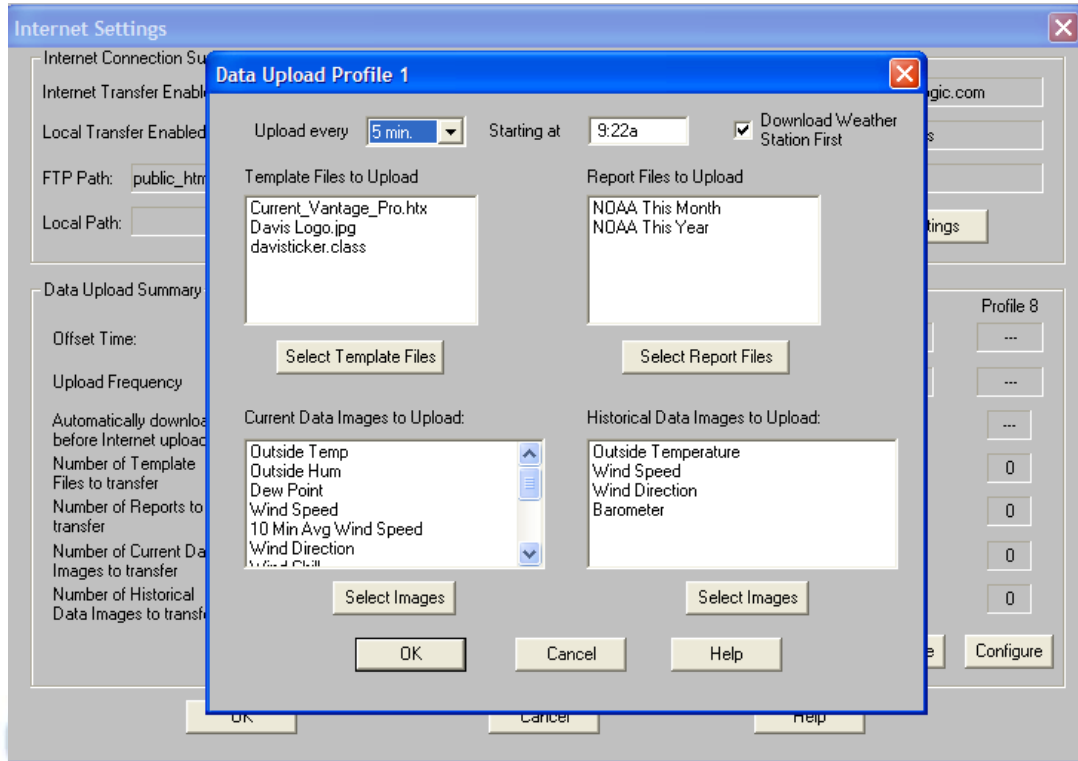 Internet Settings
Internet Connection Su
Internet Transfer Enabl
ogic.com
Local Transfer Enabled
s
FTP Path: public_htm
Local Path:
tings
Data Upload Profile 1
Upload every 5 min. Starting at 9:22a Download Weather
Station First
Template Files to Upload
Current_Vantage_Pro.htx
Davis Logo.jpg
davisticker.class
Select Template Files
Report Files to Upload
NOAA This Month
NOAA This Year
Select Report Files
Current Data Images to Upload:
Outside Temp
Outside Hum
Dew Point
Wind Speed
10 Min Avg Wind Speed
Wind Direction
Wind Chill
Select Images
Historical Data Images to Upload:
Outside Temperature
Wind Speed
Wind Direction
Barometer
Select Images
OK Cancel Help
Data Upload Summary
Profile 8
Offset Time: ---
Upload Frequency ---
Automatically downloa
before Internet upload
---
Number of Template
Files to transfer
0
Number of Reports to
transfer
0
Number of Current Da
Images to transfer
0
Number of Historical
Data Images to transfe
0
e Configure
OK Cancel Help